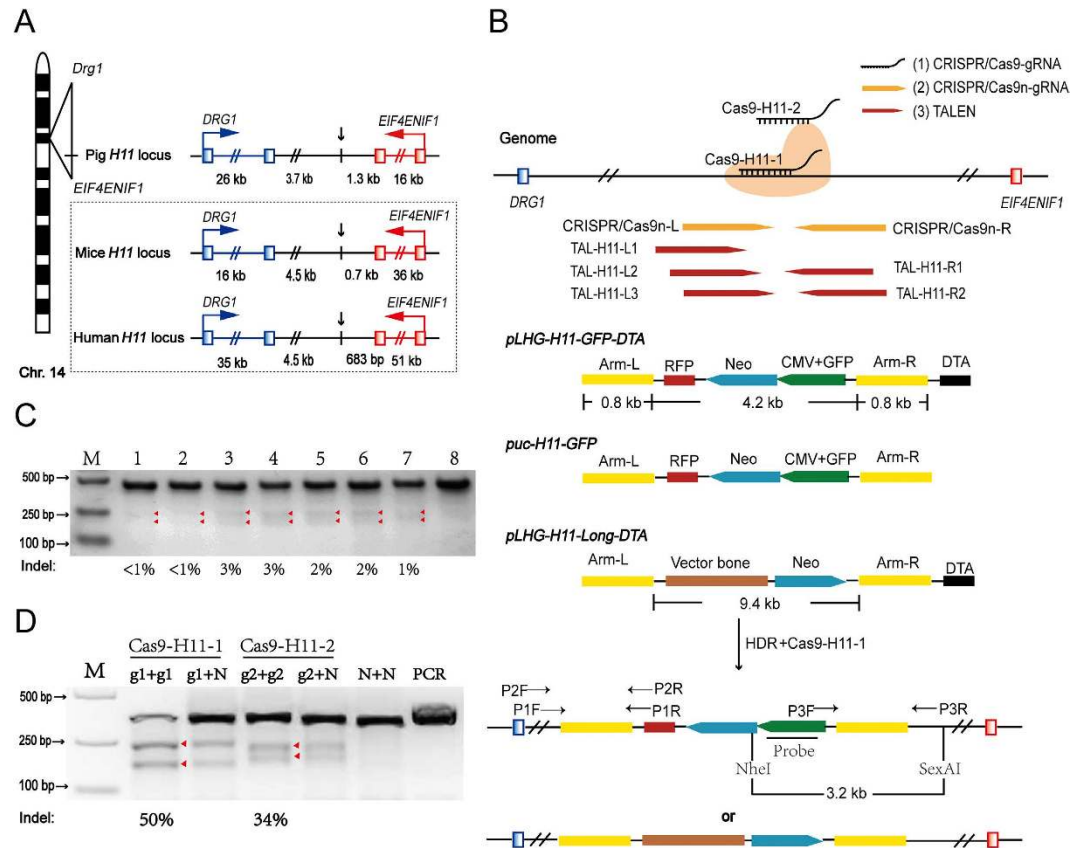 A
Drg1
EIF4ENIF1
Chr. 14
Pig H11 locus
DRG1
EIF4ENIF1
26 kb
3.7 kb
1.3 kb
16 kb
Mice H11 locus
DRG1
EIF4ENIF1
16 kb
4.5 kb
0.7 kb
36 kb
Human H11 locus
DRG1
EIF4ENIF1
35 kb
4.5 kb
683 bp
51 kb
B
(1) CRISPR/Cas9-gRNA
(2) CRISPR/Cas9n-gRNA
(3) TALEN
Cas9-H11-2
Genome
Cas9-H11-1
DRG1
EIF4ENIF1
CRISPR/Cas9n-L
CRISPR/Cas9n-R
TAL-H11-L1
TAL-H11-L2
TAL-H11-R1
TAL-H11-L3
TAL-H11-R2
pLHG-H11-GFP-DTA
Arm-L
RFP
Neo
CMV+GFP
Arm-R
DTA
0.8 kb
4.2 kb
0.8 kb
puc-H11-GFP
Arm-L
RFP
Neo
CMV+GFP
Arm-R
pLHG-H11-Long-DTA
Arm-L
Vector bone
Neo
Arm-R
DTA
9.4 kb
HDR+Cas9-H11-1
P2F
P2R
P1F
P1R
P3F
P3R
Probe
NheI
SexAI
3.2 kb
or
C
M
1 2 3 4 5 6 7 8
500 bp
250 bp
100 bp
Indel:
<1% <1% 3% 3% 2% 2% 1%
D
Cas9-H11-1
Cas9-H11-2
M
g1+g1 g1+N g2+g2 g2+N N+N PCR
500 bp
250 bp
100 bp
Indel:
50%
34%